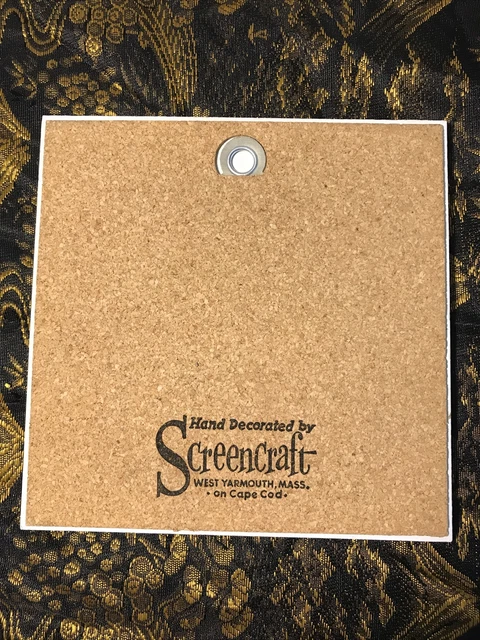 Hand Decorated by
Screencraft
WEST YARMOUTH, MASS.
• on Cape Cod •